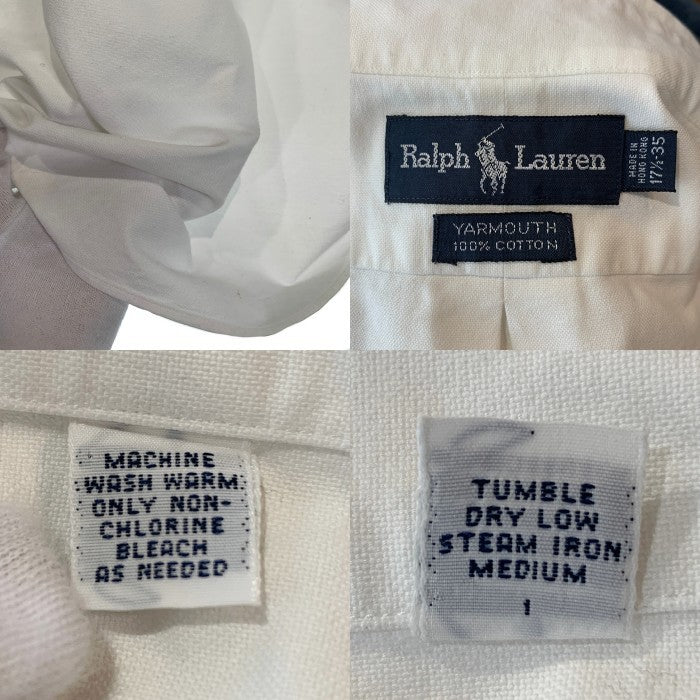 Ralph Lauren
MADE IN
HONG KONG
17½-35
YARMOUTH
100% COTTON
MACHINE
WASH WARM
ONLY NON-
CHLORINE
BLEACH
AS NEEDED
TUMBLE
DRY LOW
STEAM IRON
MEDIUM
1